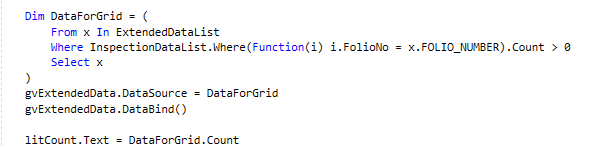 Dim DataForGrid = (
From x In ExtendedDataList
Where InspectionDataList.Where(Function(i) i.FolioNo = x.FOLIO_NUMBER).Count > 0
Select x
)
gvExtendedData.DataSource = DataForGrid
gvExtendedData.DataBind()
litCount.Text = DataForGrid.Count